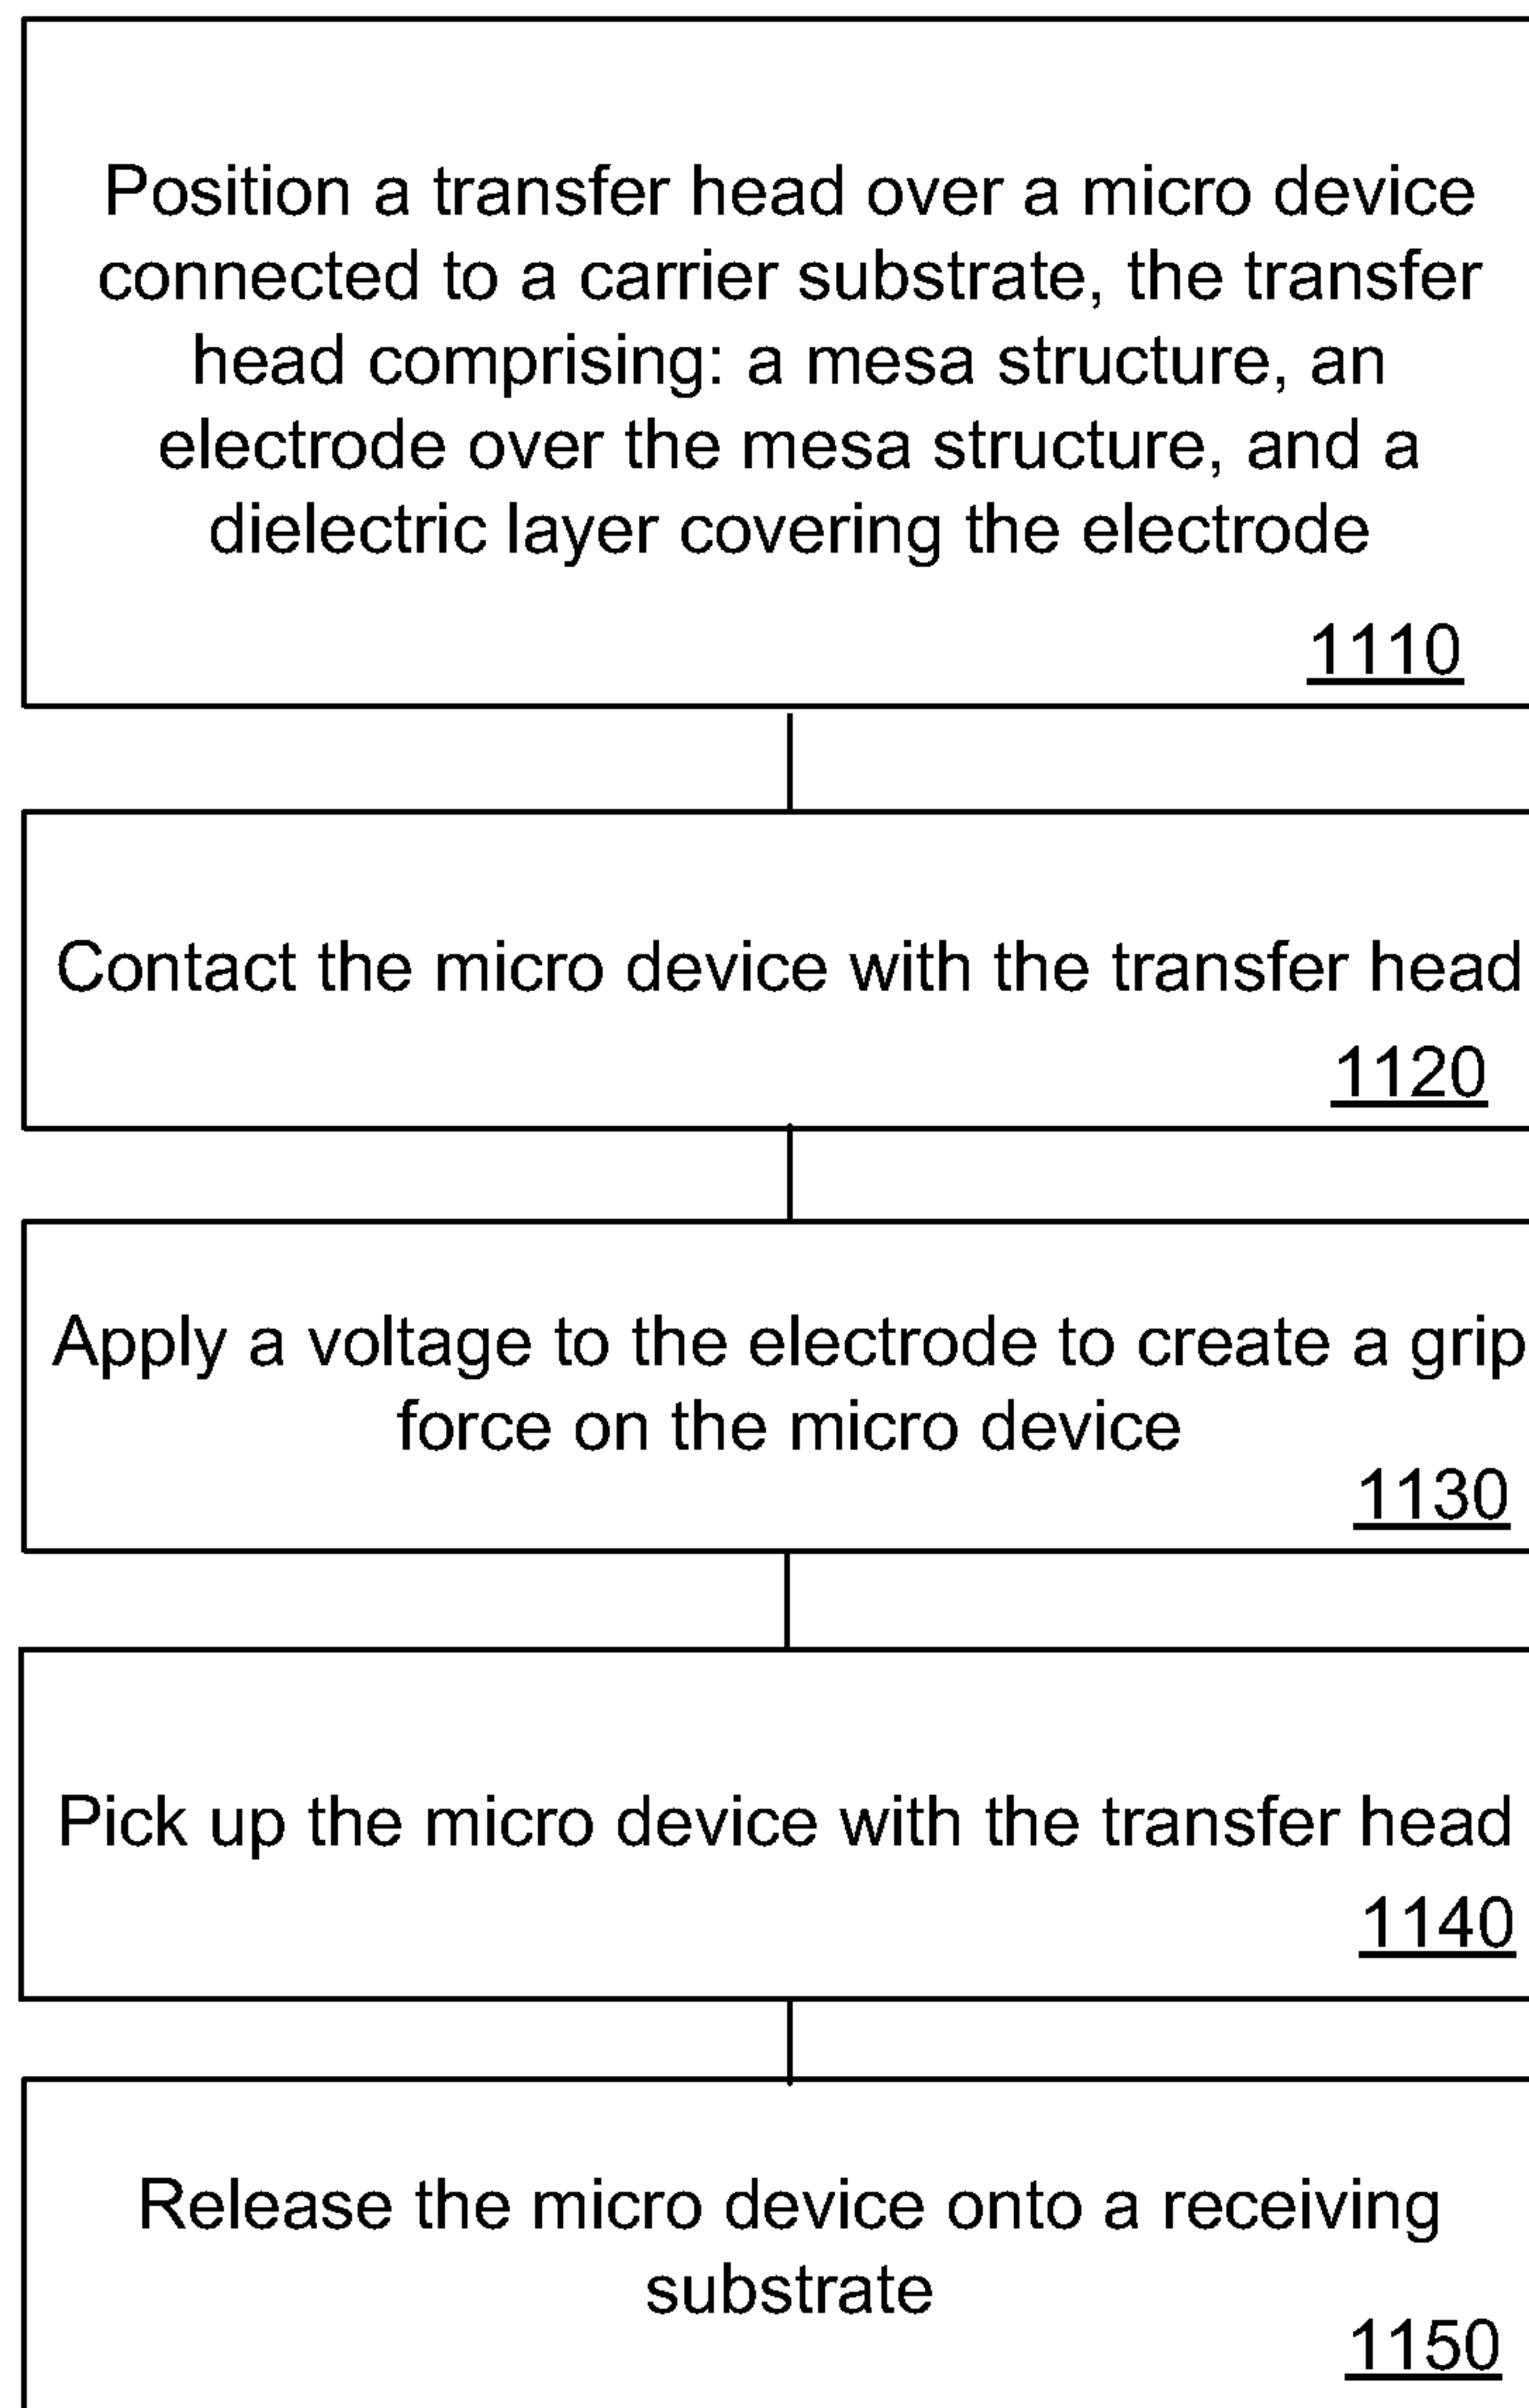 Position a transfer head over a micro device
connected to a carrier substrate, the transfer
head comprising: a mesa structure, an
electrode over the mesa structure, and a
dielectric layer covering the electrode
1110
Contact the micro device with the transfer head
1120
Apply a voltage to the electrode to create a grip
force on the micro device
1130
Pick up the micro device with the transfer head
1140
Release the micro device onto a receiving
substrate
1150